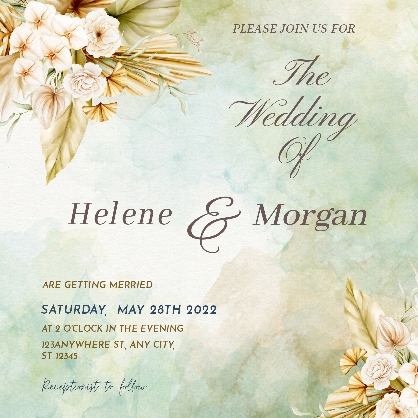 PLEASE JOIN US FOR
The
Wedding
Of
Helene & Morgan
ARE GETTING MERRIED
SATURDAY, MAY 28TH 2022
AT 2 O'CLOCK IN THE EVENING
123ANYWHERE ST, ANY CITY,
ST 12345
Receptionist to follow